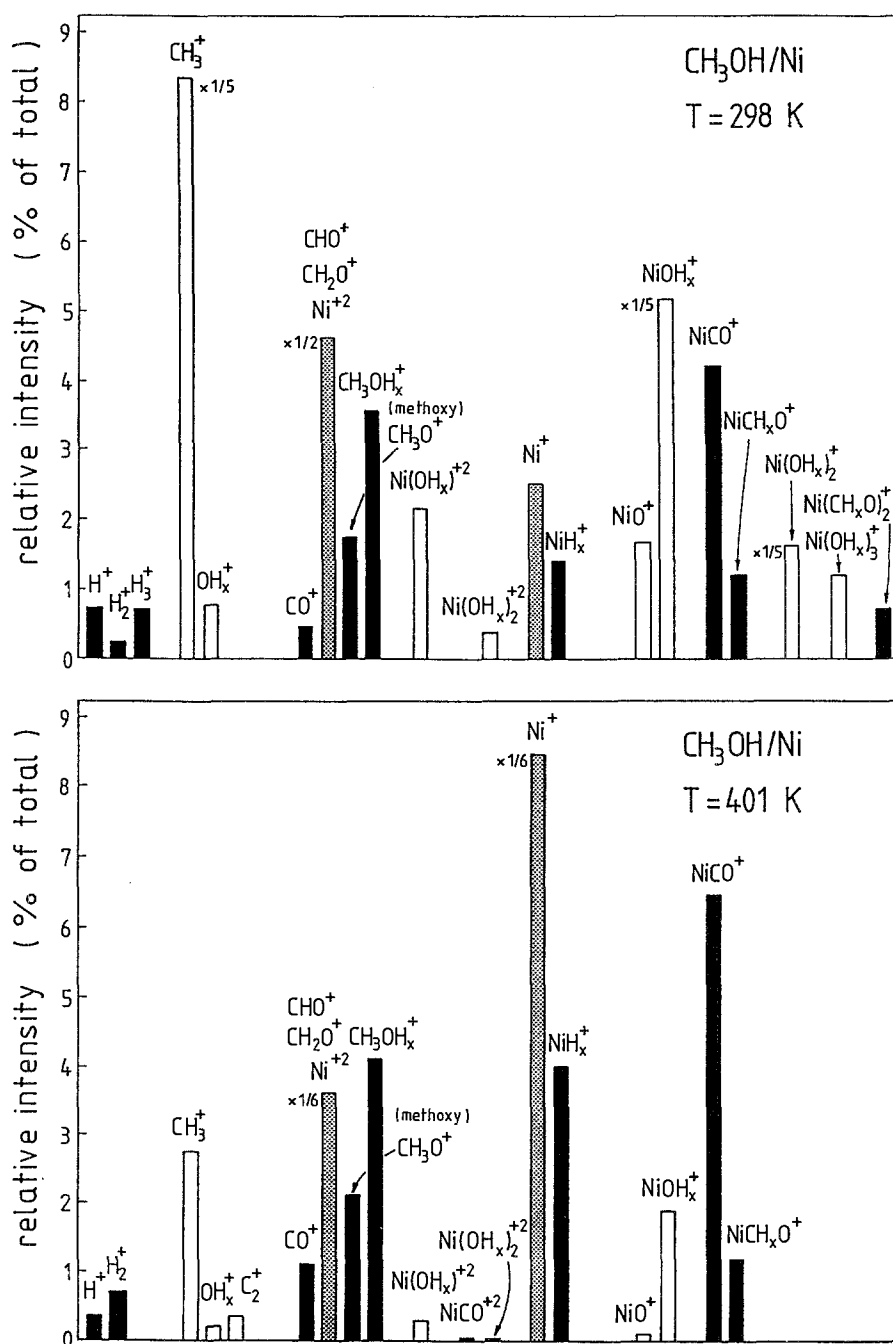 relative intensity (% of total)
9
8
7
6
5
4
3
2
1
0
CH₃OH/Ni
T = 298 K
H⁺
H₂⁺
H₃⁺
CH₃⁺
×1/5
OHₓ⁺
CO⁺
CHO⁺
CH₂O⁺
Ni⁺²
×1/2
CH₃OHₓ⁺
(methoxy)
CH₃O⁺
Ni(OHₓ)⁺²
Ni(OHₓ)₂⁺²
Ni⁺
NiHₓ⁺
NiO⁺
NiOHₓ⁺
×1/5
NiCO⁺
NiCHₓO⁺
Ni(OHₓ)₂⁺
×1/5
Ni(CHₓO)₂⁺
Ni(OHₓ)₃⁺
relative intensity (% of total)
9
8
7
6
5
4
3
2
1
0
CH₃OH/Ni
T = 401 K
H⁺
H₂⁺
CH₃⁺
OHₓ⁺
C₂⁺
CO⁺
CHO⁺
CH₂O⁺
Ni⁺²
×1/6
CH₃OHₓ⁺
(methoxy)
CH₃O⁺
Ni(OHₓ)⁺²
NiCO⁺²
Ni(OHₓ)₂⁺²
Ni⁺
×1/6
NiHₓ⁺
NiO⁺
NiOHₓ⁺
NiCO⁺
NiCHₓO⁺